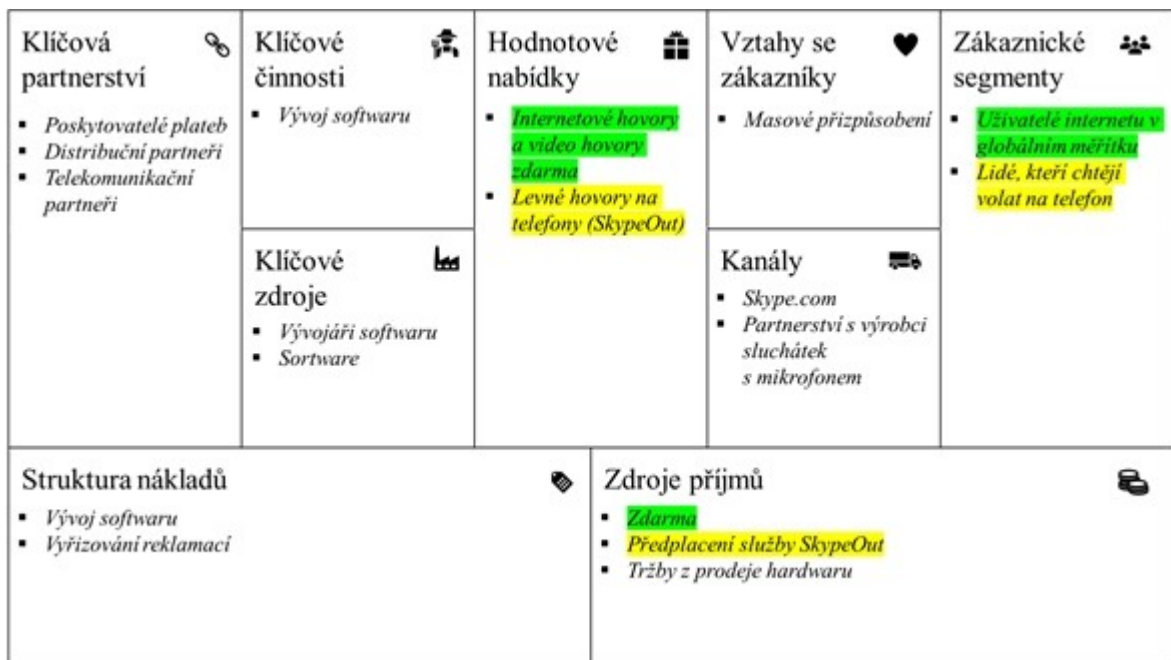 Klíčová
partnerství
▪ Poskytovatelé plateb
▪ Distribuční partneři
▪ Telekomunikační
partneři
Klíčové
činnosti
▪ Vývoj softwaru
Klíčové
zdroje
▪ Vývojáři softwaru
▪ Sortware
Hodnotové
nabídky
▪ Internetové hovory
a video hovory
zdarma
▪ Levné hovory na
telefony (SkypeOut)
Vztahy se
zákazníky
▪ Masové přizpůsobení
Kanály
▪ Skype.com
▪ Partnerství s výrobci
sluchátek
s mikrofonem
Zákaznické
segmenty
▪ Uživatelé internetu v
globálním měřítku
▪ Lidé, kteří chtějí
volat na telefon
Struktura nákladů
▪ Vývoj softwaru
▪ Vyřizování reklamací
Zdroje příjmů
▪ Zdarma
▪ Předplacení služby SkypeOut
▪ Tržby z prodeje hardwaru